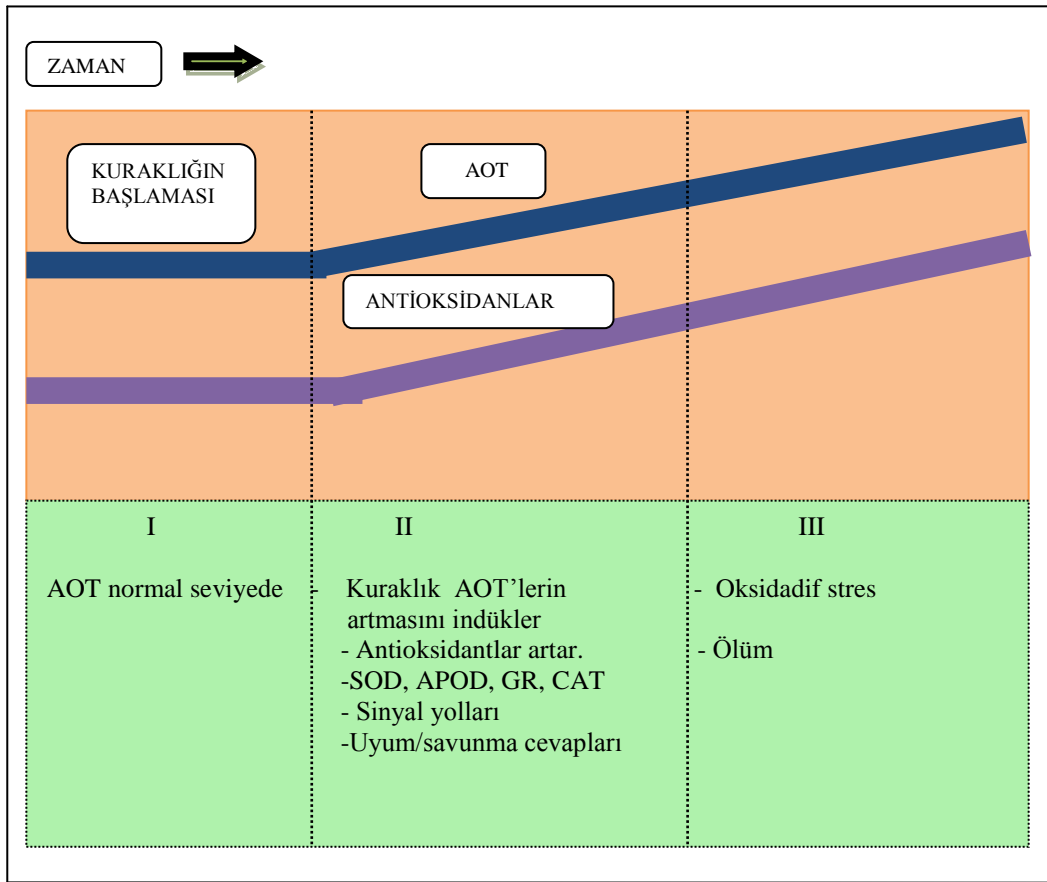 ZAMAN
KURAKLIĞIN
BAŞLAMASI
AOT
ANTİOKSİDANLAR
I
AOT normal seviyede
II
- Kuraklık AOT’lerin
artmasını indükler
- Antioksidantlar artar.
-SOD, APOD, GR, CAT
- Sinyal yolları
-Uyum/savunma cevapları
III
- Oksidadif stres
- Ölüm